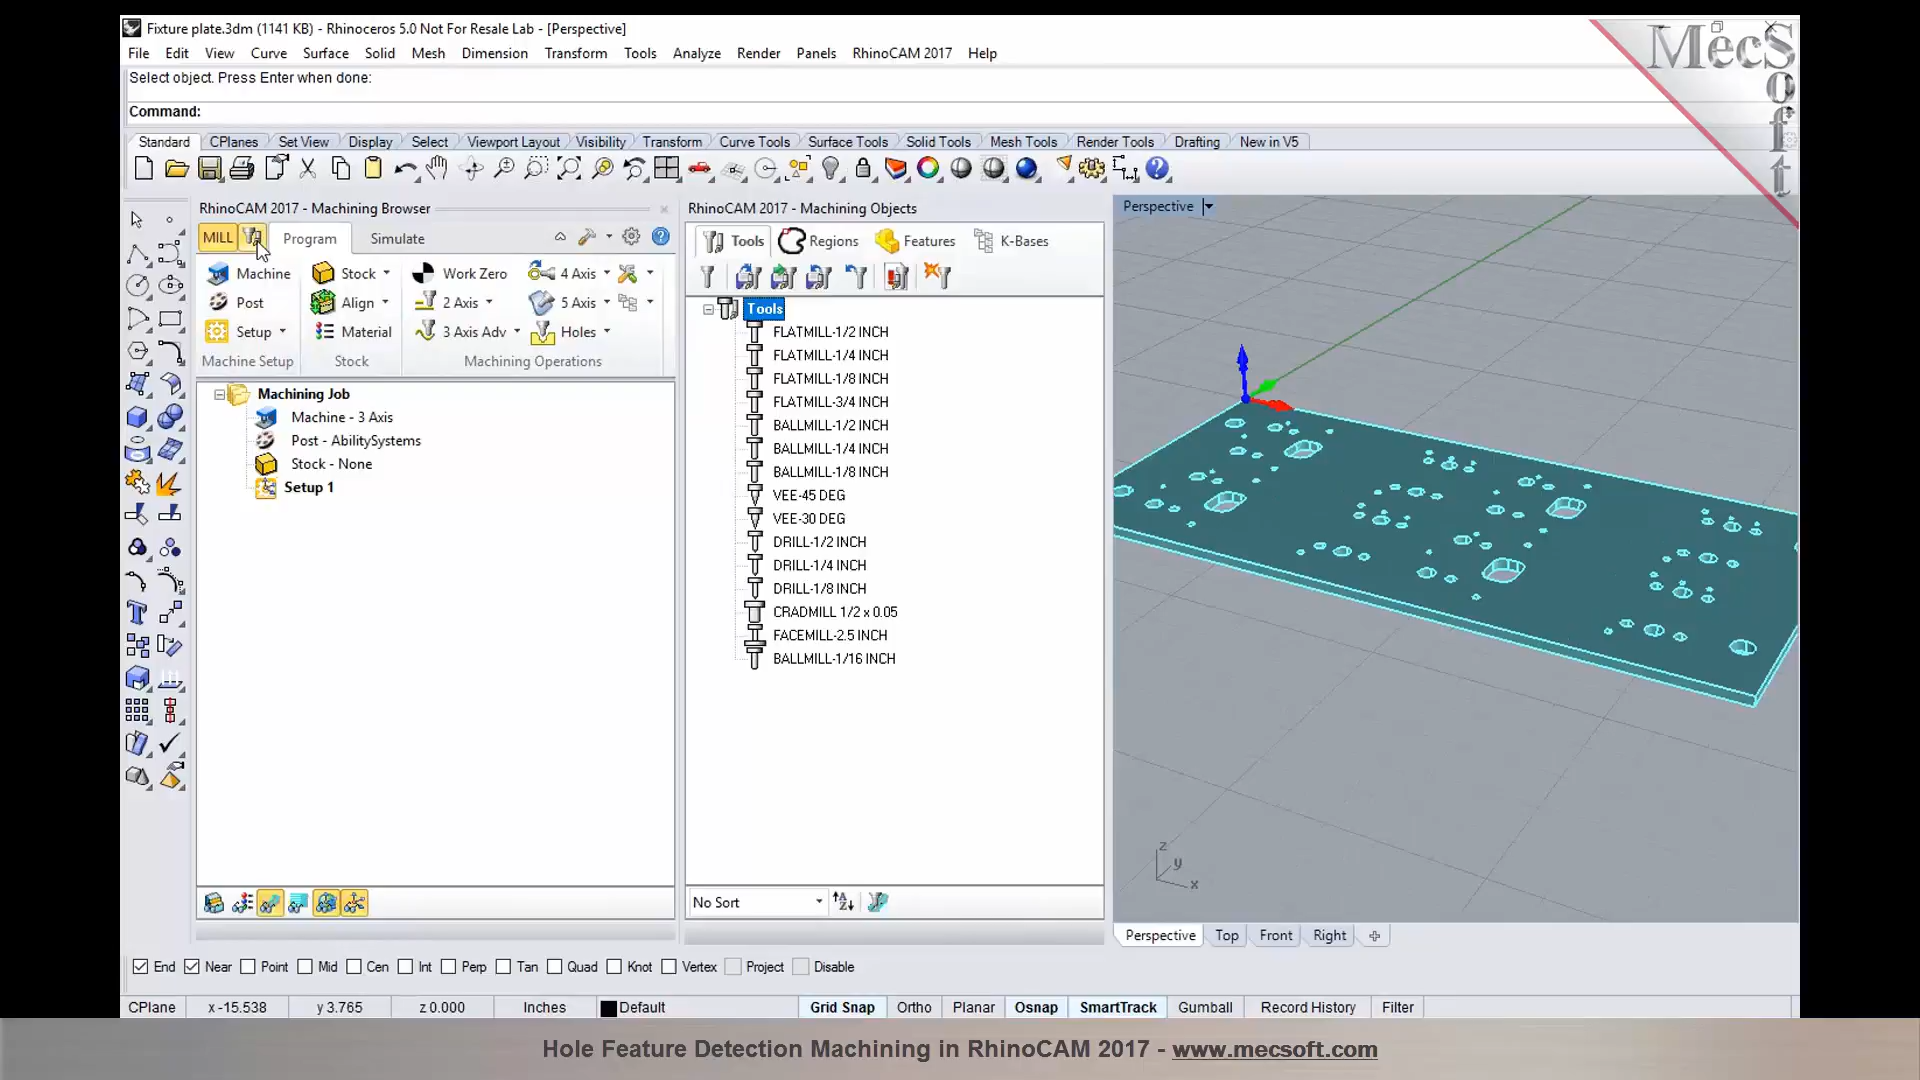 Fixture plate.3dm (1141 KB) - Rhinoceros 5.0 Not For Resale Lab - [Perspective]
File Edit View Curve Surface Solid Mesh Dimension Transform Tools Analyze Render Panels RhinoCAM 2017 Help
Select object. Press Enter when done:
Command:
MecSoft
Standard CPlanes Set View Display Select Viewport Layout Visibility Transform Curve Tools Surface Tools Solid Tools Mesh Tools Render Tools Drafting New in V5
RhinoCAM 2017 - Machining Browser
MILL Program Simulate
Machine Stock Work Zero 4 Axis
Post Align 2 Axis 5 Axis
Setup Material 3 Axis Adv Holes
Machine Setup Stock Machining Operations
Machining Job
Machine - 3 Axis
Post - AbilitySystems
Stock - None
Setup 1
RhinoCAM 2017 - Machining Objects
Tools Regions Features K-Bases
Tools
FLATMILL-1/2 INCH
FLATMILL-1/4 INCH
FLATMILL-1/8 INCH
FLATMILL-3/4 INCH
BALLMILL-1/2 INCH
BALLMILL-1/4 INCH
BALLMILL-1/8 INCH
VEE-45 DEG
VEE-30 DEG
DRILL-1/2 INCH
DRILL-1/4 INCH
DRILL-1/8 INCH
CRADMILL 1/2 x 0.05
FACEMILL-2.5 INCH
BALLMILL-1/16 INCH
No Sort
Perspective
z
y
x
Perspective Top Front Right
End Near Point Mid Cen Int Perp Tan Quad Knot Vertex Project Disable
CPlane x -15.538 y 3.765 z 0.000 Inches Default Grid Snap Ortho Planar Osnap SmartTrack Gumball Record History Filter
Hole Feature Detection Machining in RhinoCAM 2017 - www.mecsoft.com